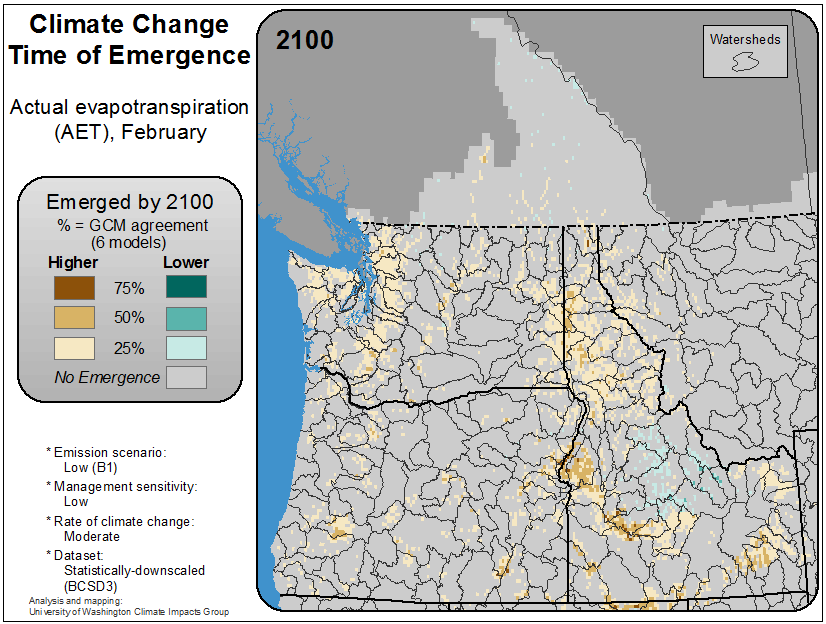 Climate Change
Time of Emergence
Actual evapotranspiration
(AET), February
Emerged by 2100
% = GCM agreement
(6 models)
Higher Lower
75%
50%
25%
No Emergence
* Emission scenario:
Low (B1)
* Management sensitivity:
Low
* Rate of climate change:
Moderate
* Dataset:
Statistically-downscaled
(BCSD3)
Analysis and mapping:
University of Washington Climate Impacts Group
2100
Watersheds